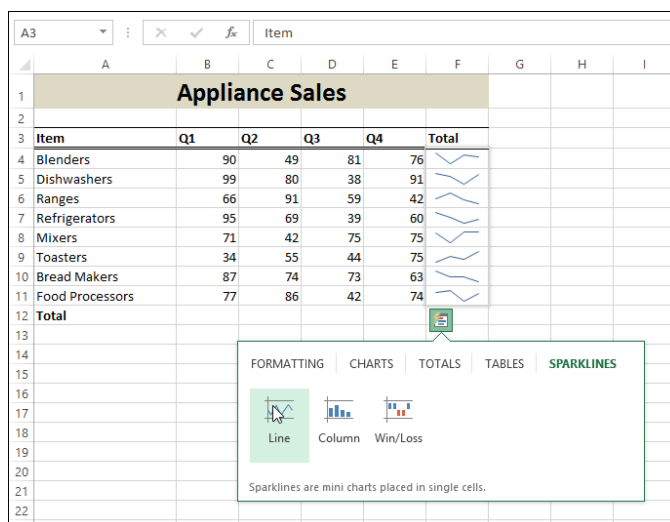 A3 fx Item
A B C D E F G H I
1 Appliance Sales
2
3 Item Q1 Q2 Q3 Q4 Total
4 Blenders 90 49 81 76
5 Dishwashers 99 80 38 91
6 Ranges 66 91 59 42
7 Refrigerators 95 69 39 60
8 Mixers 71 42 75 75
9 Toasters 34 55 44 75
10 Bread Makers 87 74 73 63
11 Food Processors 77 86 42 74
12 Total
13
14
FORMATTING CHARTS TOTALS TABLES SPARKLINES
15
16
17
18
Line Column Win/Loss
19
20
21
Sparklines are mini charts placed in single cells.
22